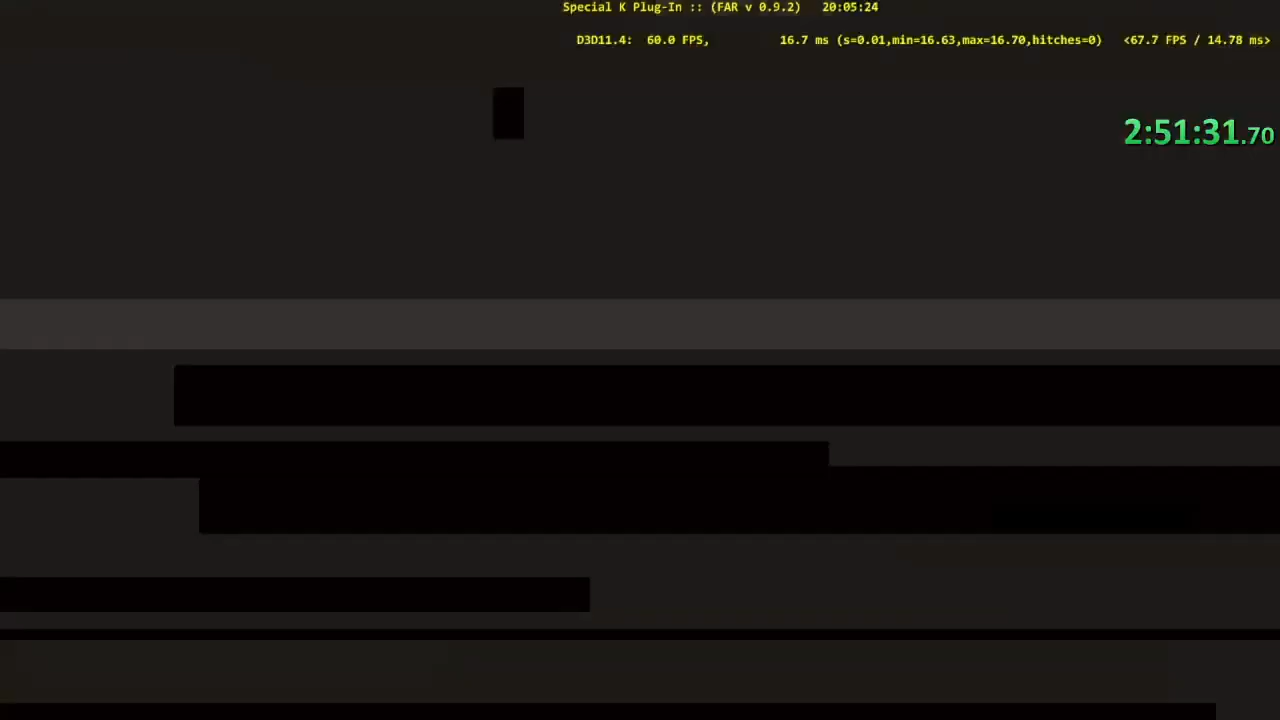 Special K Plug-In :: (FAR v 0.9.2)   20:05:24
D3D11.4:  60.0 FPS,          16.7 ms (s=0.01,min=16.63,max=16.70,hitches=0)   <67.7 FPS / 14.78 ms>
2:51:31.70